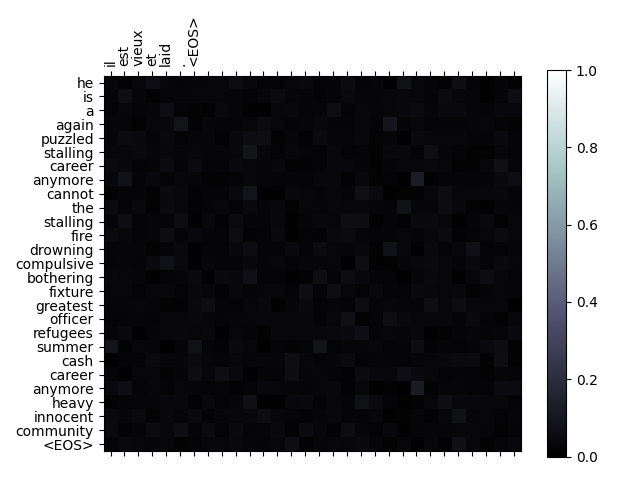 il
est
vieux
et
laid
.
<EOS>
he
is
a
again
puzzled
stalling
career
anymore
cannot
the
stalling
fire
drowning
compulsive
bothering
fixture
greatest
officer
refugees
summer
cash
career
anymore
heavy
innocent
community
<EOS>
1.0
0.8
0.6
0.4
0.2
0.0